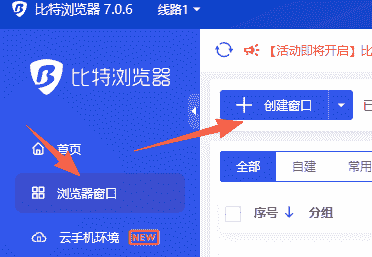 比特浏览器 7.0.6 线路1
比特浏览器
【活动即将开启】比
创建窗口
首页
浏览器窗口
全部 自建 常用
序号 分组
云手机环境 NEW